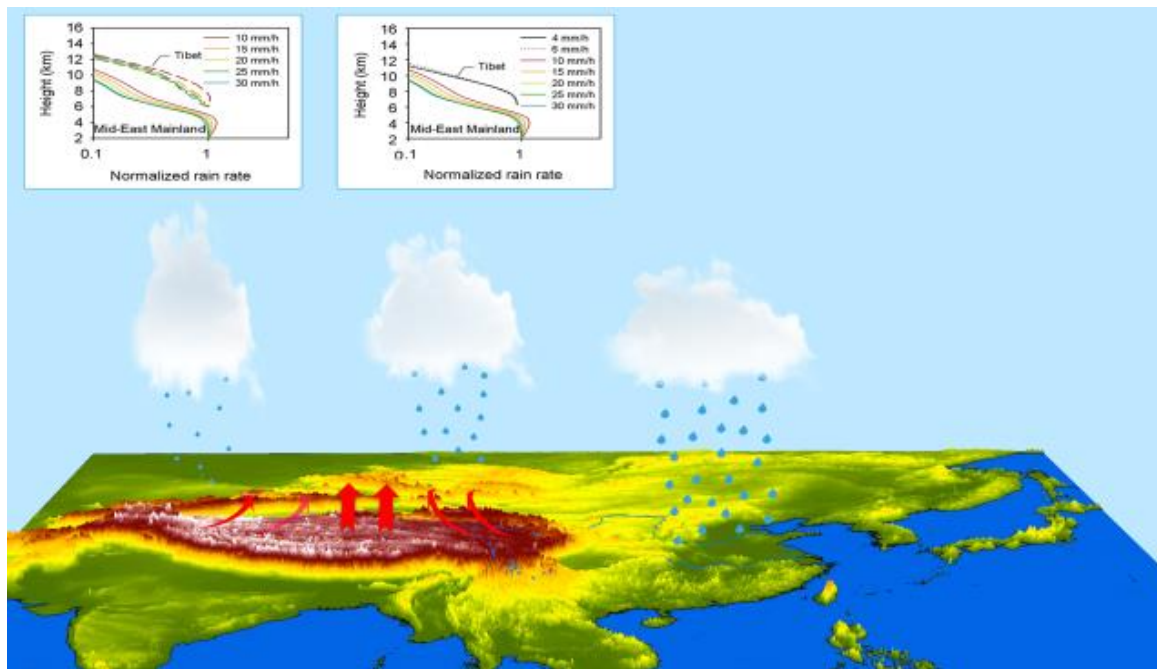 16
14
12
10
8
6
4
2
Height (km)
Tibet
10 mm/h
15 mm/h
20 mm/h
25 mm/h
30 mm/h
Mid-East Mainland
0.1
1
Normalized rain rate
16
14
12
10
8
6
4
2
Height (km)
Tibet
4 mm/h
6 mm/h
10 mm/h
15 mm/h
20 mm/h
25 mm/h
30 mm/h
Mid-East Mainland
0.1
1
Normalized rain rate